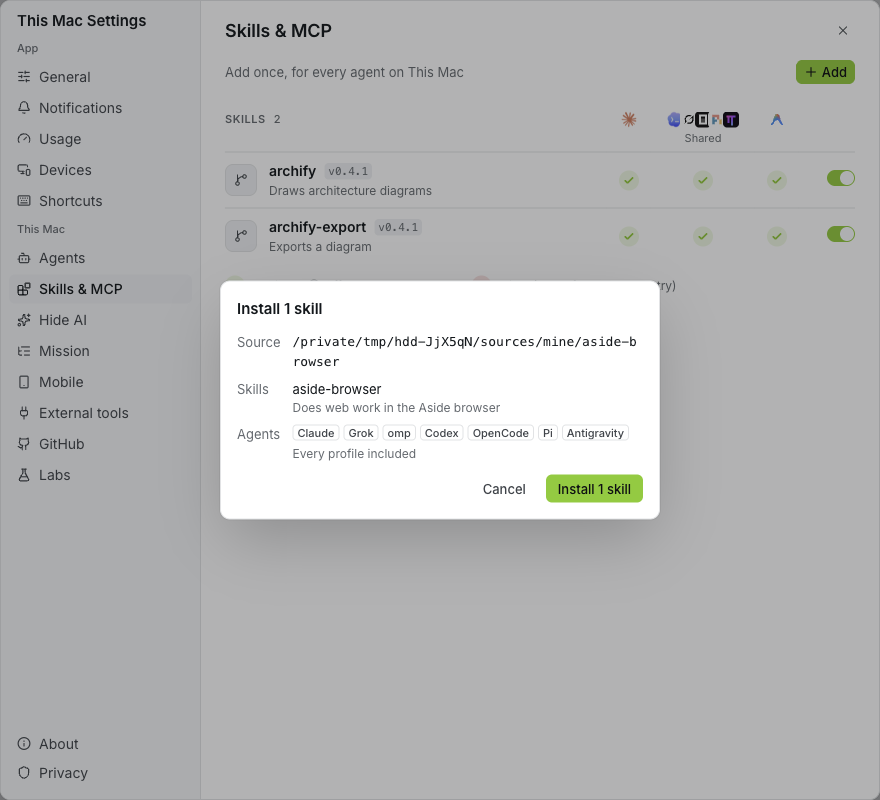 This Mac Settings
App
General
Notifications
Usage
Devices
Shortcuts
This Mac
Agents
Skills & MCP
Hide AI
Mission
Mobile
External tools
GitHub
Labs
About
Privacy
Skills & MCP
Add once, for every agent on This Mac
Add
SKILLS 2
Shared
archify v0.4.1
Draws architecture diagrams
archify-export v0.4.1
Exports a diagram
try)
Install 1 skill
Source /private/tmp/hdd-JjX5qN/sources/mine/aside-b
rowser
Skills aside-browser
Does web work in the Aside browser
Agents Claude Grok omp Codex OpenCode Pi Antigravity
Every profile included
Cancel Install 1 skill